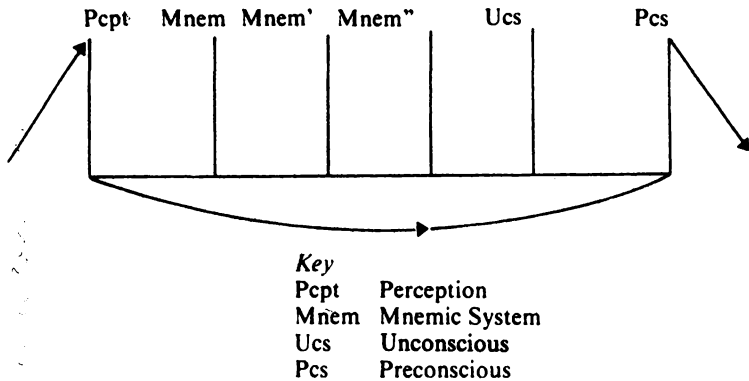 Pcpt Mnem Mnem' Mnem" Ucs Pcs
Key
Pcpt Perception
Mnem Mnemic System
Ucs Unconscious
Pcs Preconscious